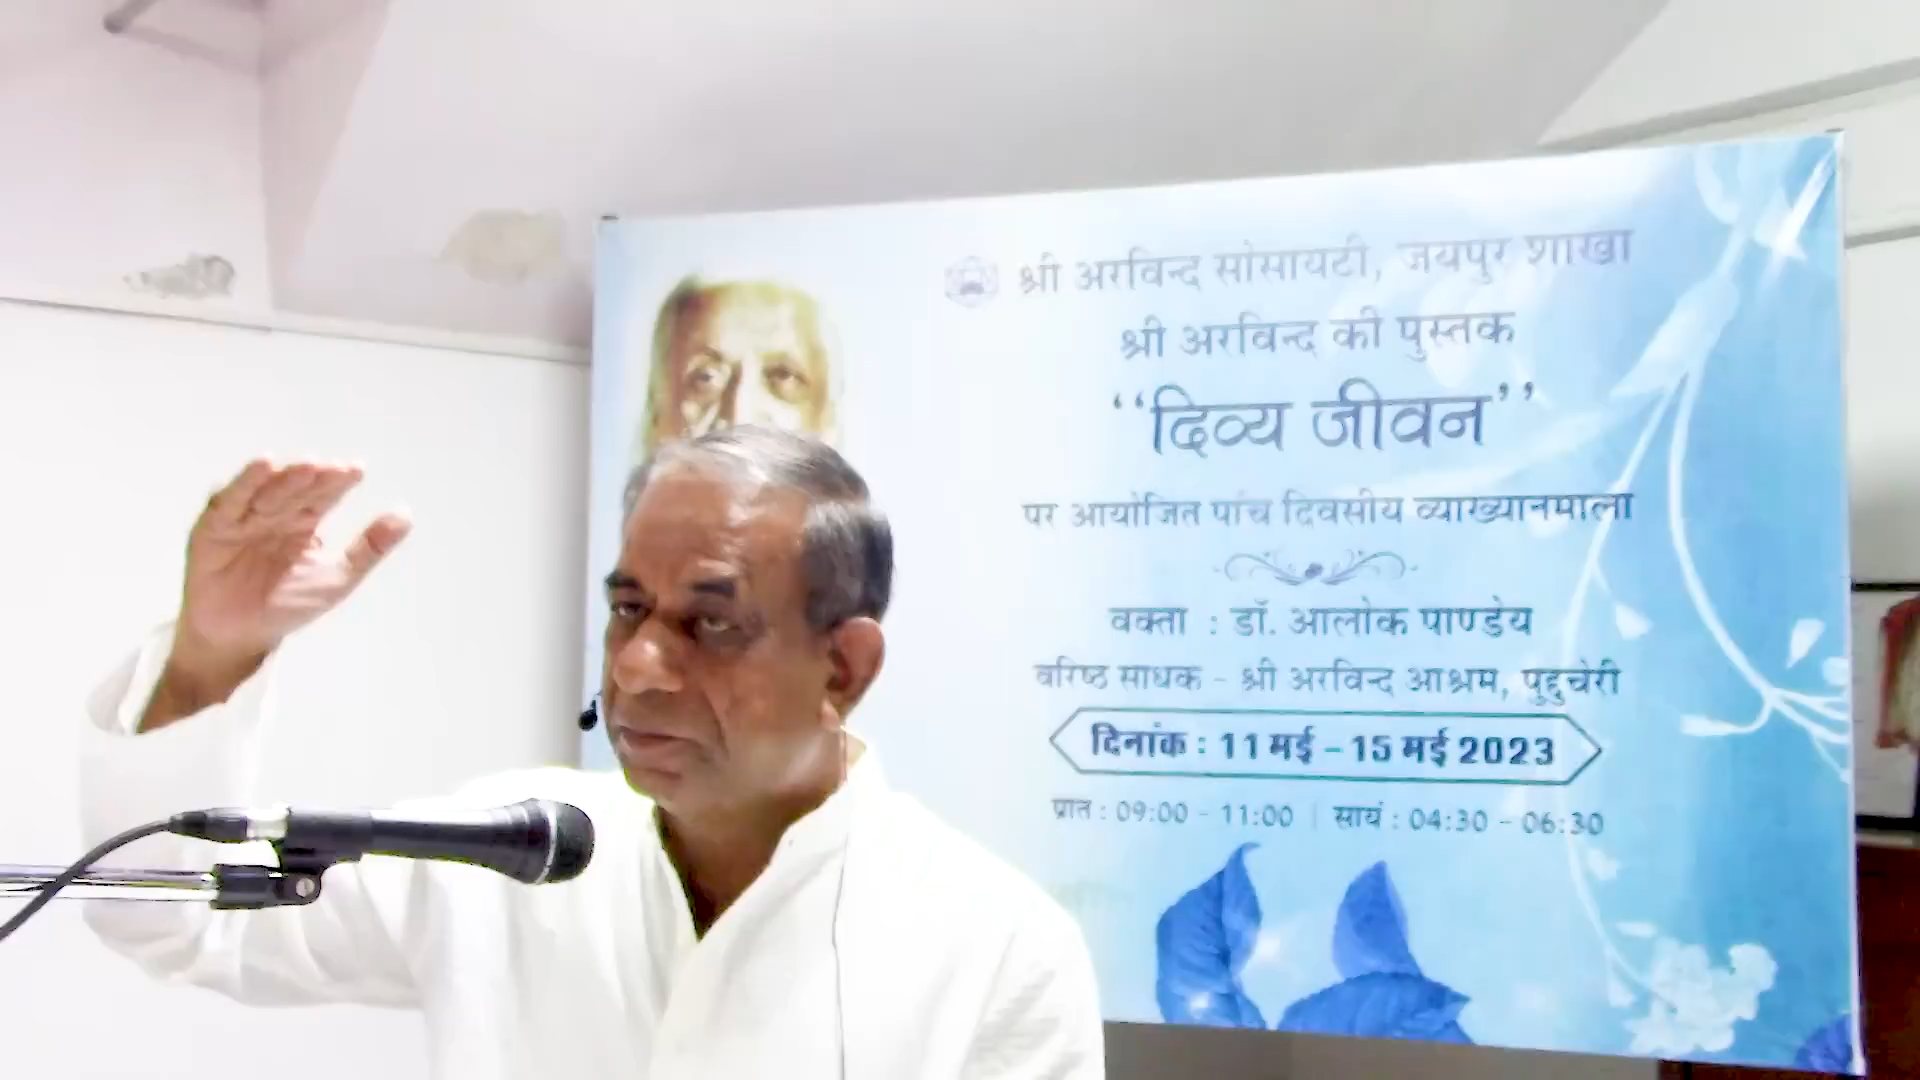 श्री अरविन्द सोसायटी, जयपुर शाखा
श्री अरविन्द की पुस्तक
‘‘दिव्य जीवन’’
पर आयोजित पांच दिवसीय व्याख्यानमाला
वक्ता : डॉ. आलोक पाण्डेय
वरिष्ठ साधक - श्री अरविन्द आश्रम, पुदुचेरी
दिनांक : 11 मई - 15 मई 2023
प्रात : 09:00 - 11:00 | सायं : 04:30 - 06:30